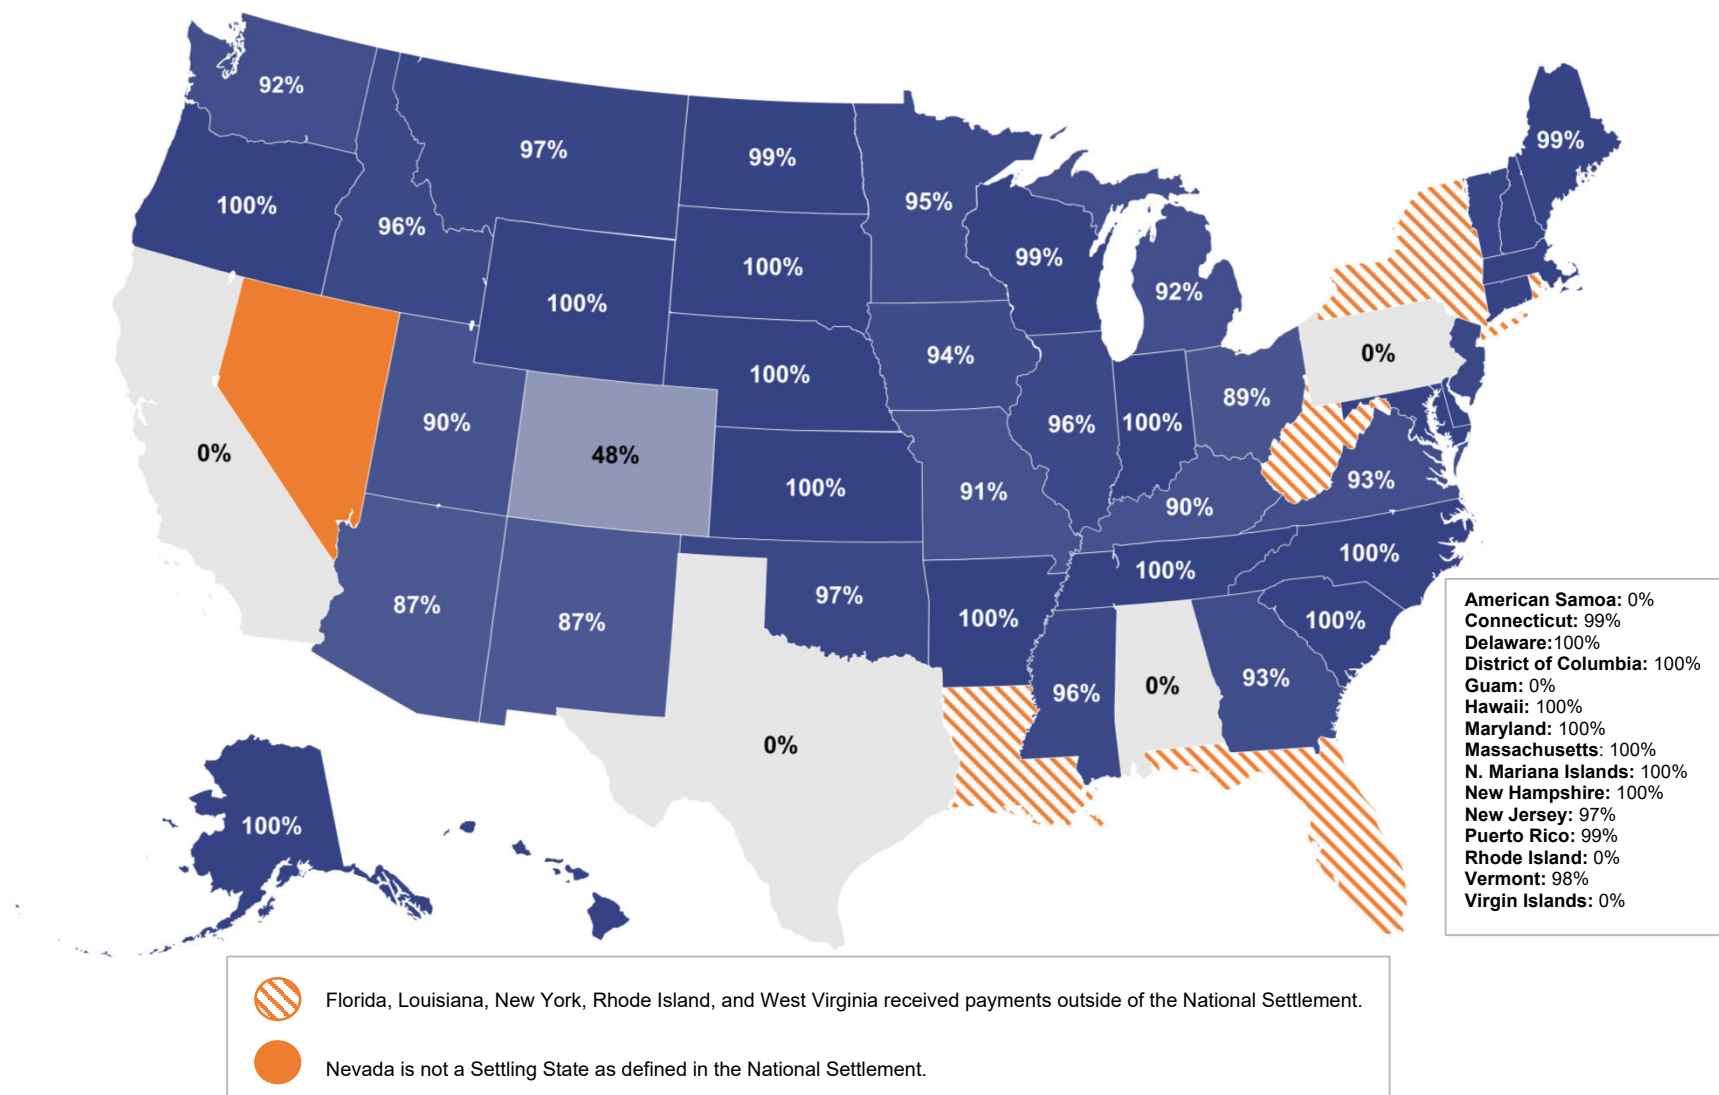 92%
97%
99%
99%
100%
96%
95%
100%
99%
92%
100%
94%
0%
100%
89%
90%
48%
96%
100%
0%
100%
91%
93%
90%
100%
100%
87%
97%
87%
100%
100%
96%
0%
93%
0%
100%
American Samoa: 0%
Connecticut: 99%
Delaware:100%
District of Columbia: 100%
Guam: 0%
Hawaii: 100%
Maryland: 100%
Massachusetts: 100%
N. Mariana Islands: 100%
New Hampshire: 100%
New Jersey: 97%
Puerto Rico: 99%
Rhode Island: 0%
Vermont: 98%
Virgin Islands: 0%
Florida, Louisiana, New York, Rhode Island, and West Virginia received payments outside of the National Settlement.
Nevada is not a Settling State as defined in the National Settlement.